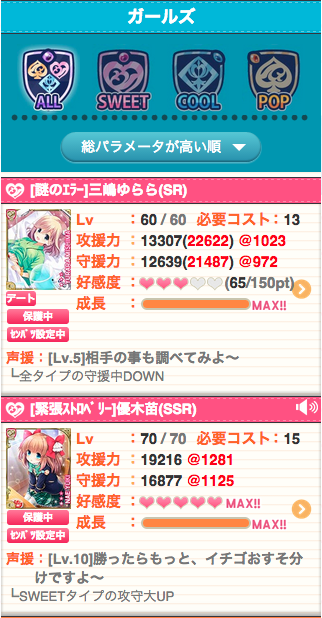 ガールズ
ALL
SWEET
COOL
POP
総パラメータが高い順
[謎のｴﾗｰ]三嶋ゆらら(SR)
Lv : 60 / 60 必要コスト : 13
攻援力 : 13307(22622) @1023
守援力 : 12639(21487) @972
好感度 : (65/150pt)
成長 : MAX!!
デート
保護中
ｾﾝﾊﾞﾂ設定中
声援：[Lv.5]相手の事も調べてみよ〜
└全タイプの守援中DOWN
[緊張ｽﾄﾛﾍﾞﾘｰ]優木苗(SSR)
Lv : 70 / 70 必要コスト : 15
攻援力 : 19216 @1281
守援力 : 16877 @1125
好感度 : MAX!!
成長 : MAX!!
保護中
ｾﾝﾊﾞﾂ設定中
声援：[Lv.10]勝ったらもっと、イチゴおすそ分
けですよ〜
└SWEETタイプの攻守大UP